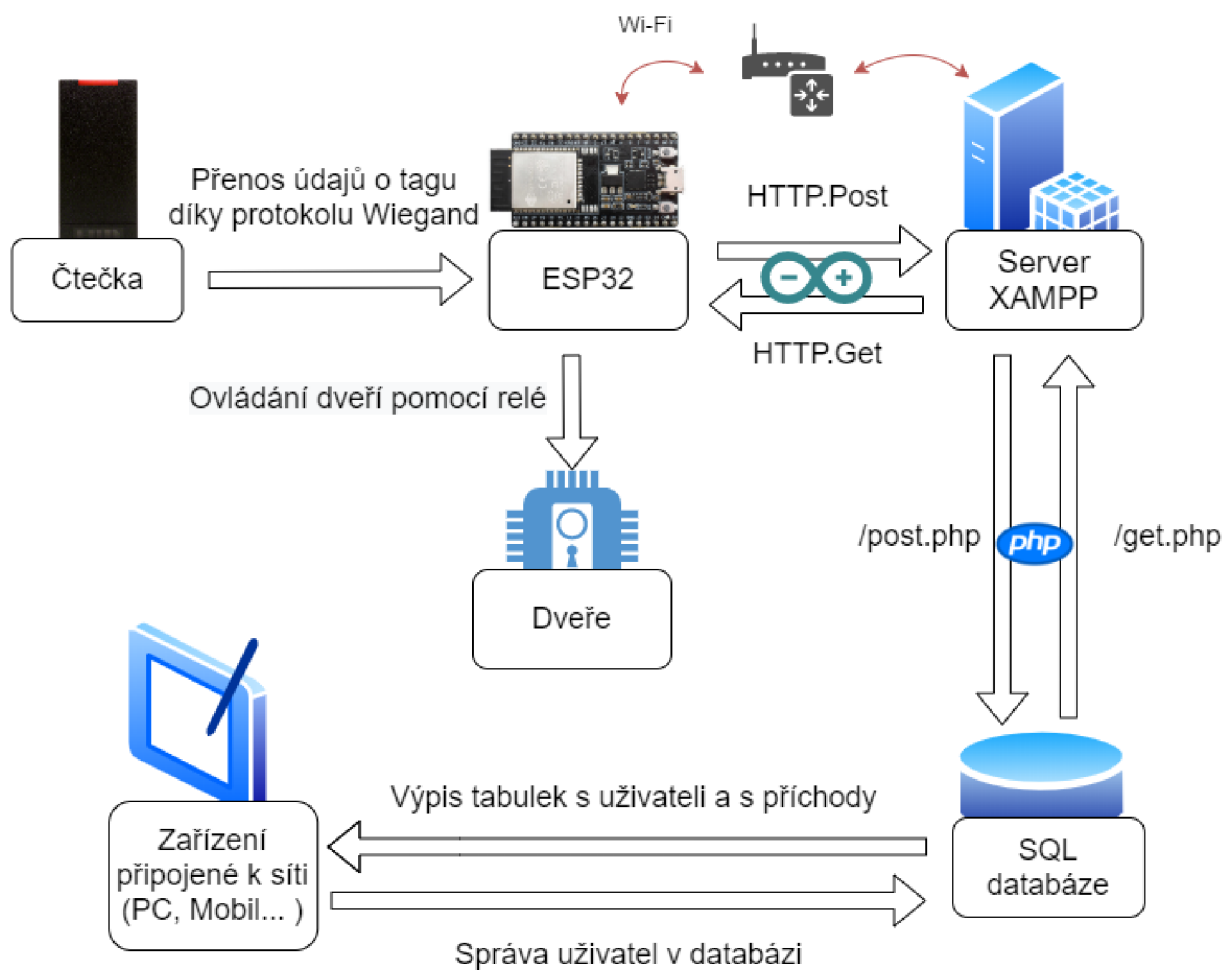 Wi-Fi
Přenos údajů o tagu
díky protokolu Wiegand
HTTP.Post
Čtečka
ESP32
Server
XAMPP
HTTP.Get
Ovládání dveří pomocí relé
/post.php
php
/get.php
Dveře
Výpis tabulek s uživateli a s příchody
Zařízení
připojené k síti
(PC, Mobil... )
SQL
databáze
Správa uživatel v databázi